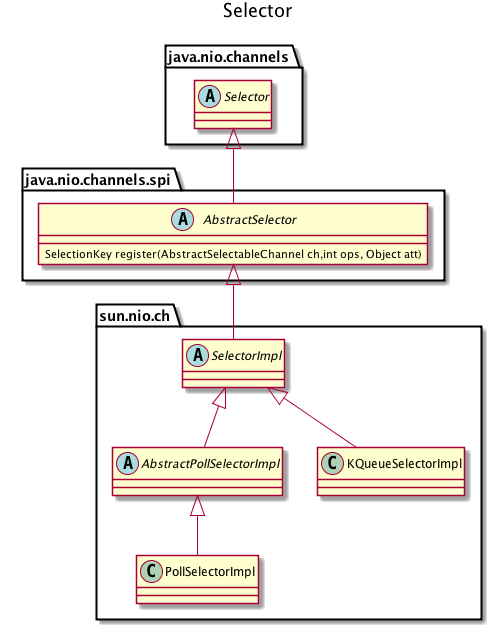 Selector
java.nio.channels
A Selector
java.nio.channels.spi
A AbstractSelector
SelectionKey register(AbstractSelectableChannel ch,int ops, Object att)
sun.nio.ch
A SelectorImpl
A AbstractPollSelectorImpl
C KQueueSelectorImpl
C PollSelectorImpl